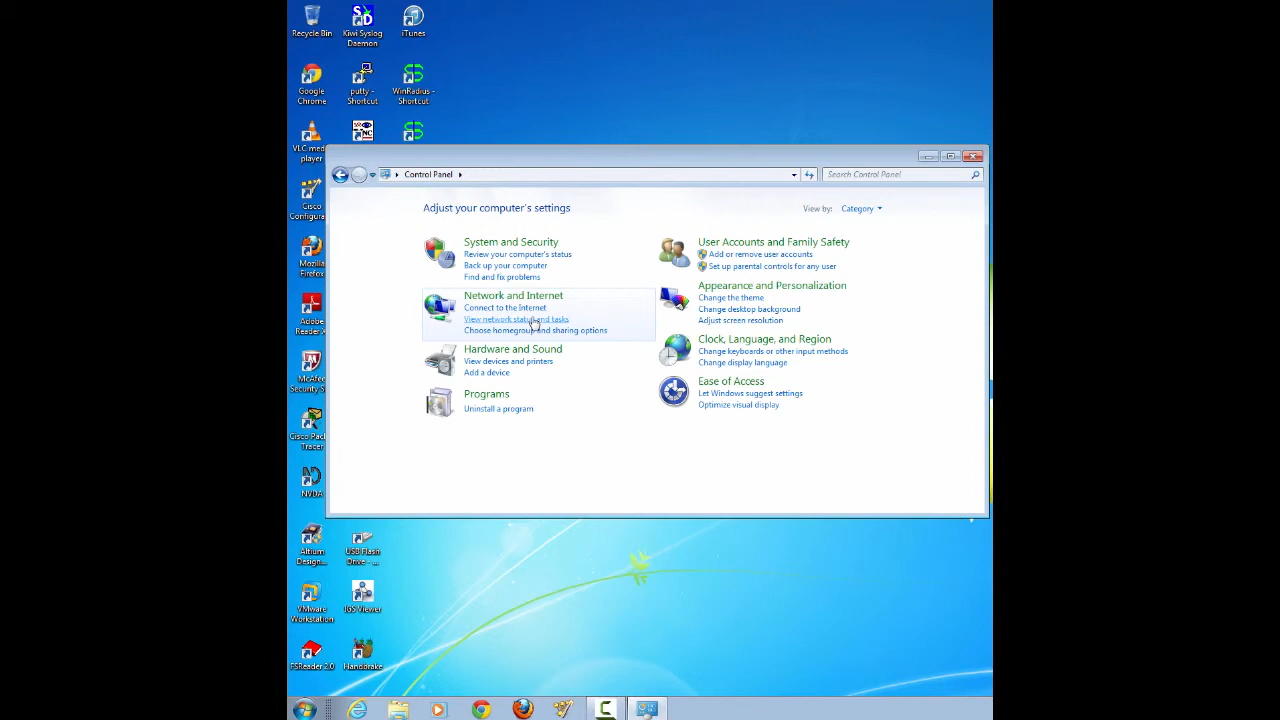 Recycle Bin
Kiwi Syslog
Daemon
iTunes
Google
Chrome
putty -
Shortcut
WinRadius -
Shortcut
VLC med
player
NC
Cisco
Configura
Mozilla
Firefox
Adobe
Reader
McAfee
Security S
Cisco Pac
Tracer
NVDA
Altium
Design...
USB Flash
Drive - ...
VMware
Workstation
IGS Viewer
FSReader 2.0
Handbrake
Control Panel
Search Control Panel
Adjust your computer's settings
View by:
Category
System and Security
Review your computer's status
Back up your computer
Find and fix problems
Network and Internet
Connect to the Internet
View network status and tasks
Choose homegroup and sharing options
Hardware and Sound
View devices and printers
Add a device
Programs
Uninstall a program
User Accounts and Family Safety
Add or remove user accounts
Set up parental controls for any user
Appearance and Personalization
Change the theme
Change desktop background
Adjust screen resolution
Clock, Language, and Region
Change keyboards or other input methods
Change display language
Ease of Access
Let Windows suggest settings
Optimize visual display